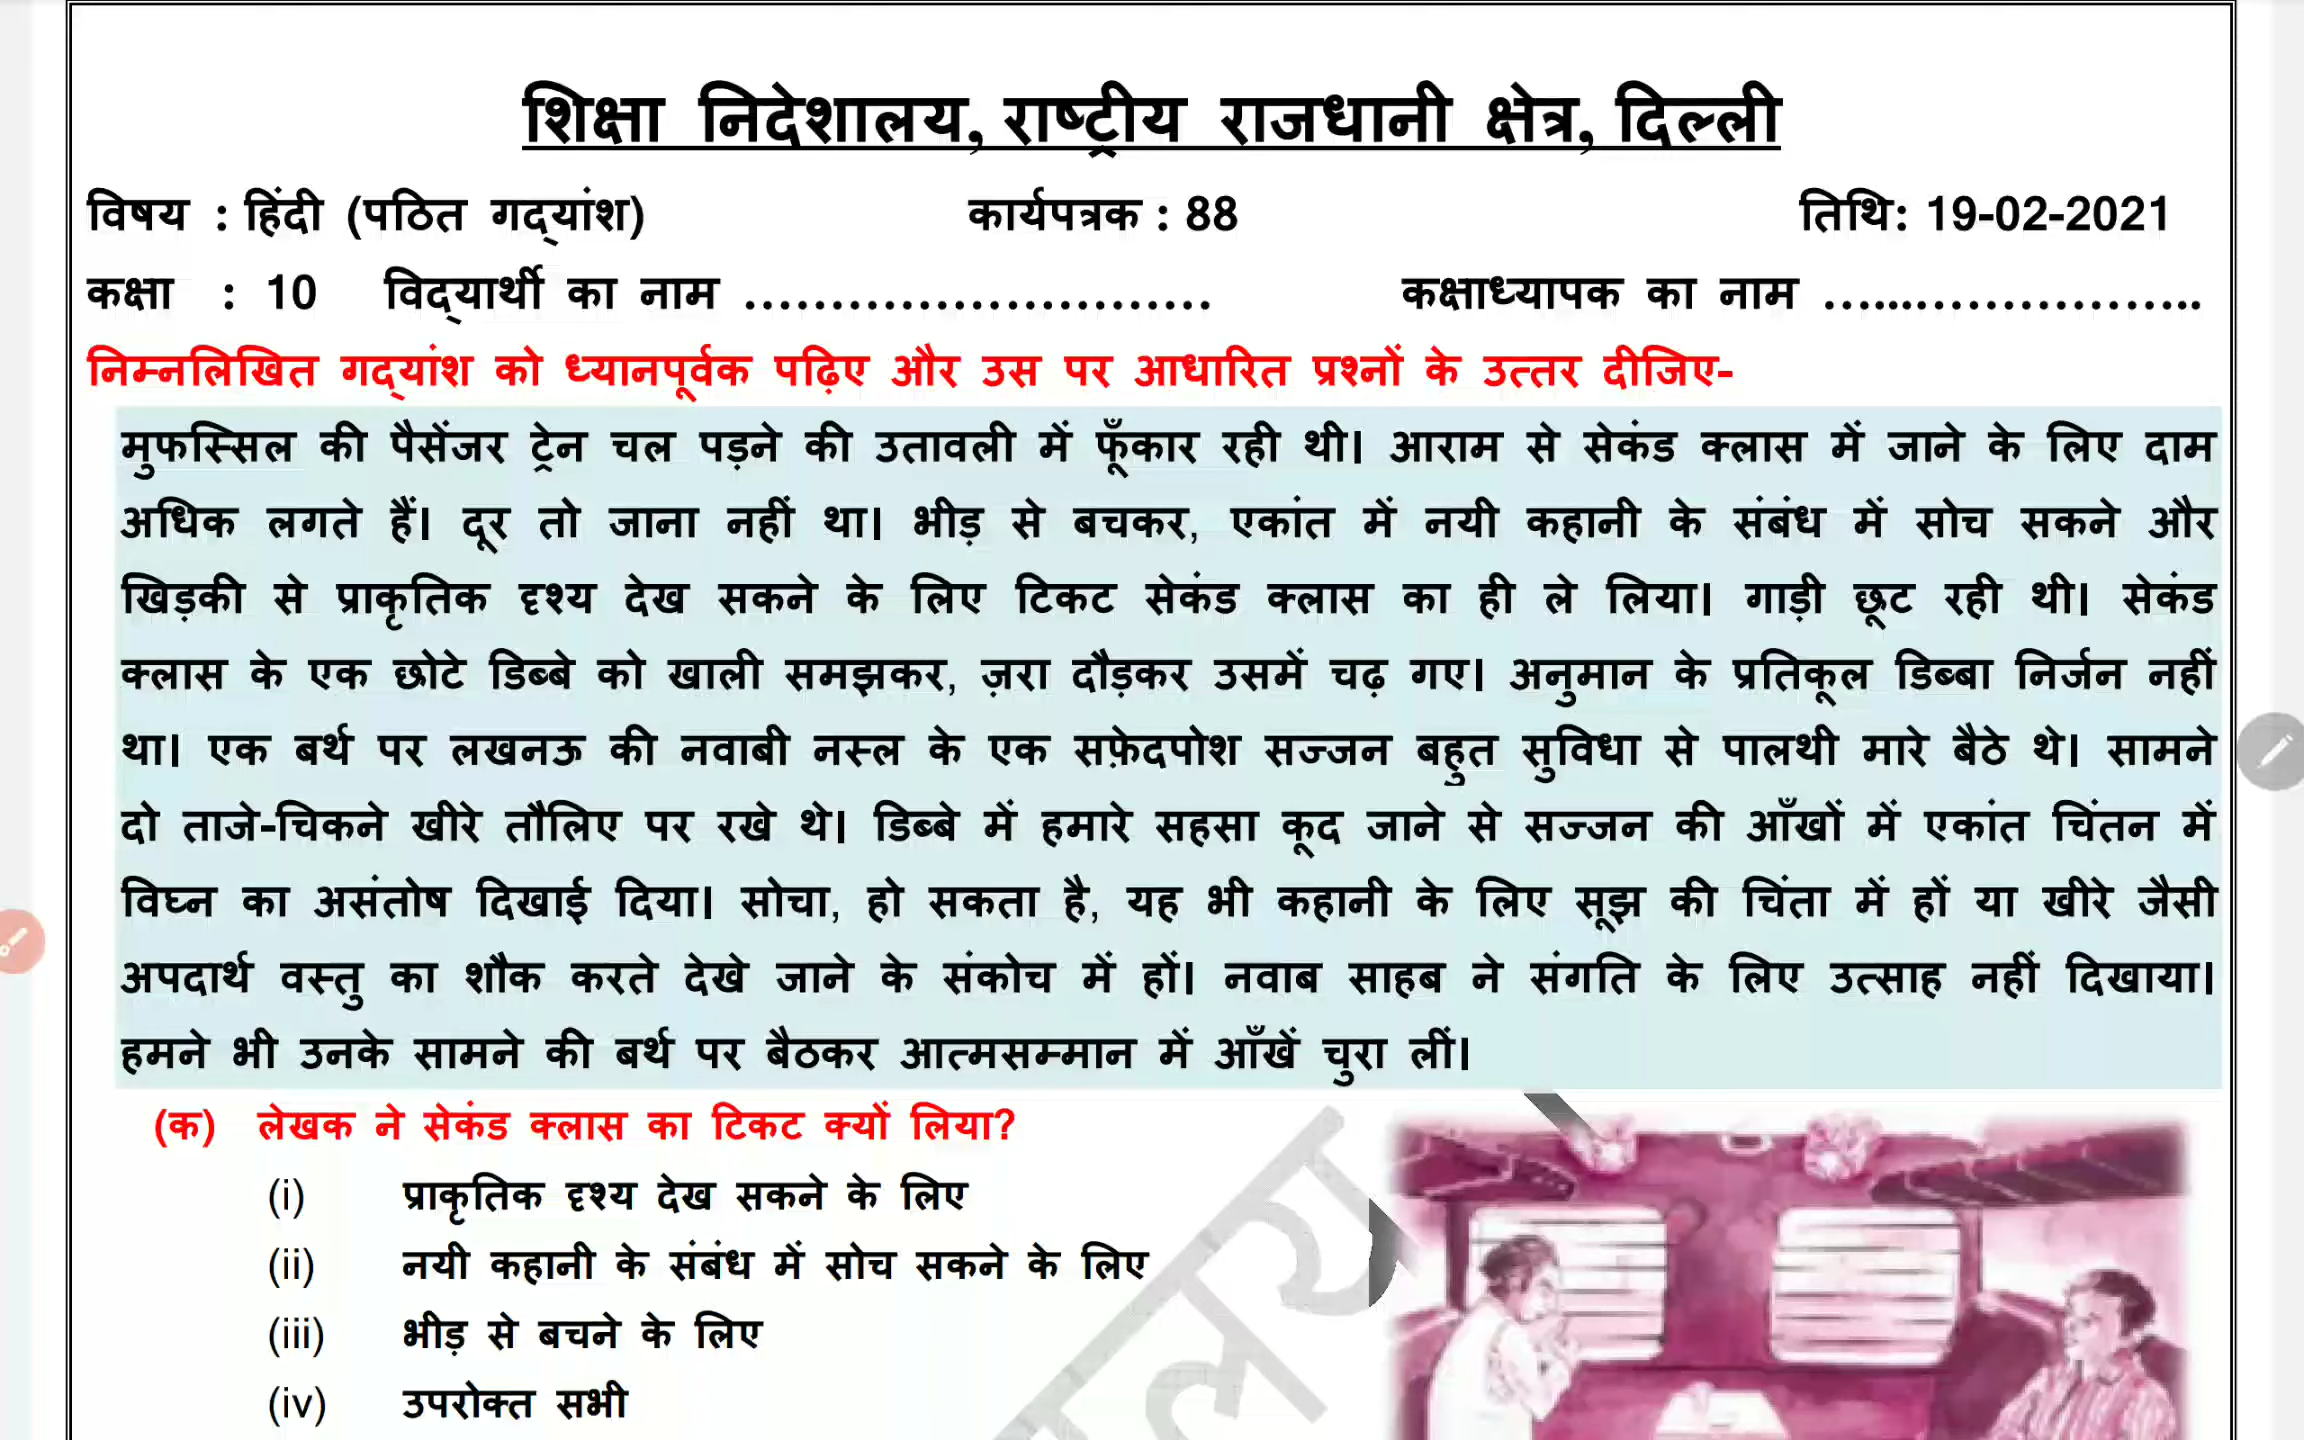 शिक्षा निदेशालय, राष्ट्रीय राजधानी क्षेत्र, दिल्ली
विषय : हिंदी (पठित गद्‌यांश) कार्यपत्रक : 88 तिथि: 19-02-2021
कक्षा : 10 विद्‌यार्थी का नाम ........................... कक्षाध्यापक का नाम ........................
निम्नलिखित गद्‌यांश को ध्यानपूर्वक पढ़िए और उस पर आधारित प्रश्नों के उत्तर दीजिए-
मुफस्सिल की पैसेंजर ट्रेन चल पड़ने की उतावली में फूँकार रही थी। आराम से सेकंड क्लास में जाने के लिए दाम
अधिक लगते हैं। दूर तो जाना नहीं था। भीड़ से बचकर, एकांत में नयी कहानी के संबंध में सोच सकने और
खिड़की से प्राकृतिक दृश्य देख सकने के लिए टिकट सेकंड क्लास का ही ले लिया। गाड़ी छूट रही थी। सेकंड
क्लास के एक छोटे डिब्बे को खाली समझकर, ज़रा दौड़कर उसमें चढ़ गए। अनुमान के प्रतिकूल डिब्बा निर्जन नहीं
था। एक बर्थ पर लखनऊ की नवाबी नस्ल के एक सफ़ेदपोश सज्जन बहुत सुविधा से पालथी मारे बैठे थे। सामने
दो ताजे-चिकने खीरे तौलिए पर रखे थे। डिब्बे में हमारे सहसा कूद जाने से सज्जन की आँखों में एकांत चिंतन में
विघ्न का असंतोष दिखाई दिया। सोचा, हो सकता है, यह भी कहानी के लिए सूझ की चिंता में हों या खीरे जैसी
अपदार्थ वस्तु का शौक करते देखे जाने के संकोच में हों। नवाब साहब ने संगति के लिए उत्साह नहीं दिखाया।
हमने भी उनके सामने की बर्थ पर बैठकर आत्मसम्मान में आँखें चुरा लीं।
(क) लेखक ने सेकंड क्लास का टिकट क्यों लिया?
(i) प्राकृतिक दृश्य देख सकने के लिए
(ii) नयी कहानी के संबंध में सोच सकने के लिए
(iii) भीड़ से बचने के लिए
(iv) उपरोक्त सभी